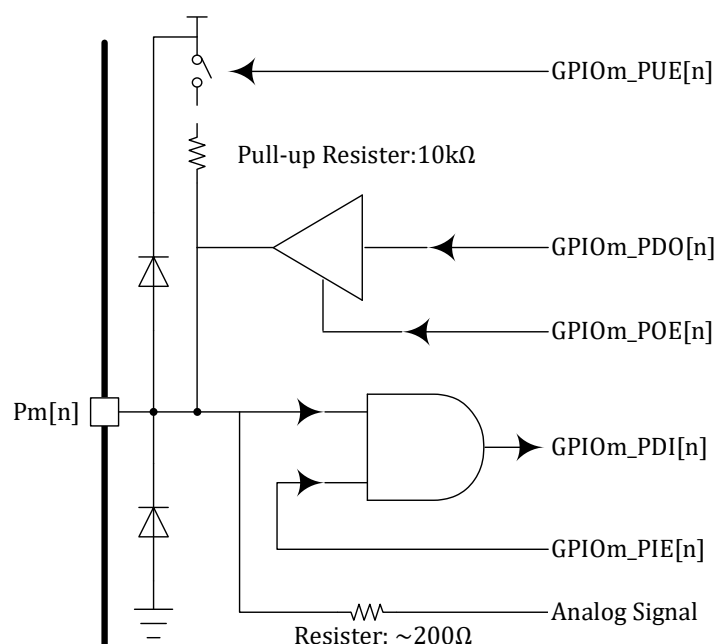 GPIOm_PUE[n]
Pull-up Resister:10kΩ
GPIOm_PDO[n]
GPIOm_POE[n]
Pm[n]
GPIOm_PDI[n]
GPIOm_PIE[n]
Analog Signal
Resister: ~200Ω